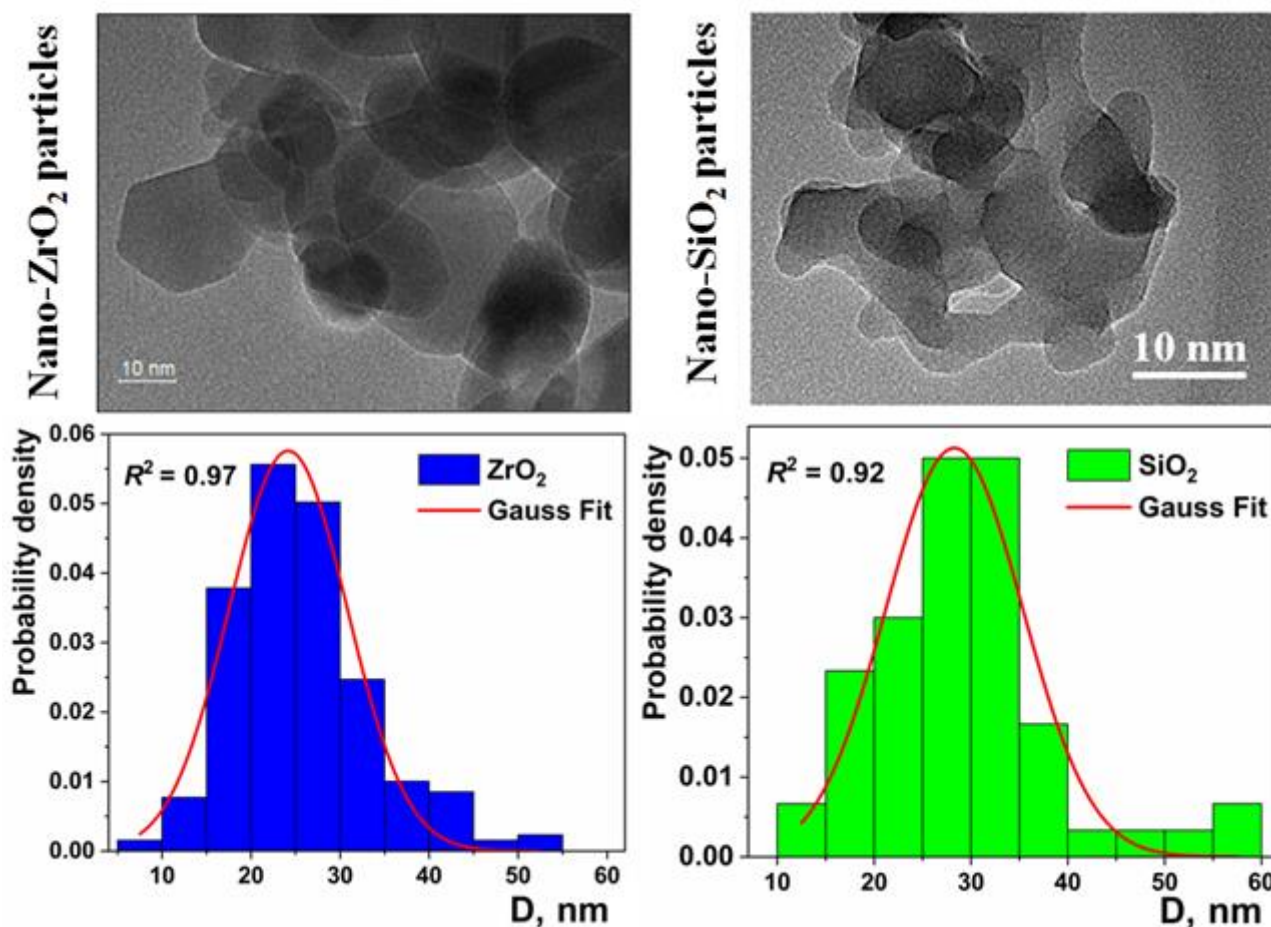 Nano-ZrO₂ particles
10 nm
Nano-SiO₂ particles
10 nm
R² = 0.97
ZrO₂
Gauss Fit
Probability density
0.06
0.05
0.04
0.03
0.02
0.01
0.00
10 20 30 40 50 60
D, nm
R² = 0.92
SiO₂
Gauss Fit
Probability density
0.05
0.04
0.03
0.02
0.01
0.00
10 20 30 40 50 60
D, nm